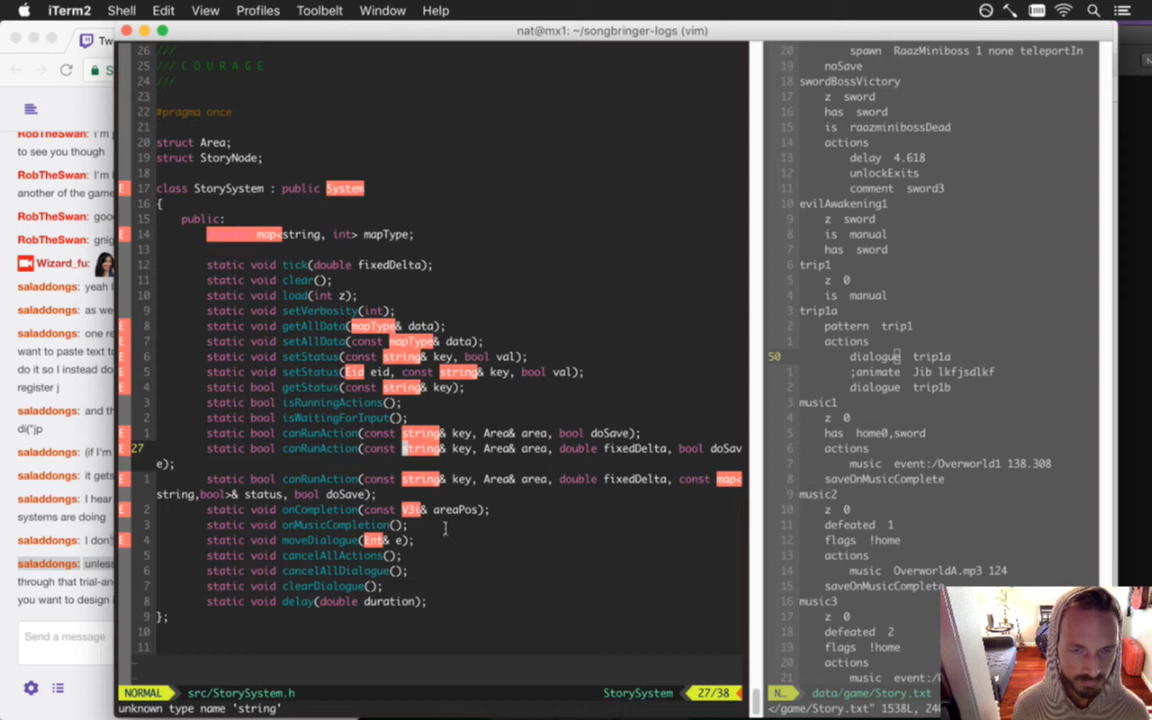 iTerm2 Shell Edit View Profiles Toolbelt Window Help
nat@mx1: ~/songbringer-logs (vim)
Tw
S
RobTheSwan: I'm j
to see you though
RobTheSwan: I'm l
another of the game
RobTheSwan: good
RobTheSwan: gnig
Wizard_fu:
saladdongs: yeah I
saladdongs: as we
saladdongs: one re
want to paste text to
do it so I instead do
register j
saladdongs: and th
di("jp
saladdongs: (if I'm
saladdongs: it gets
saladdongs: I hear
systems are doing
saladdongs: I don't
saladdongs: unless
through that trial-and
you want to design i
Send a message
26 ///
25 /// C O U R A G E
24 ///
23
22 #pragma once
21
20 struct Area;
19 struct StoryNode;
18
E 17 class StorySystem : public System
16 {
15 public:
E 14 map<string, int> mapType;
13
12 static void tick(double fixedDelta);
11 static void clear();
10 static void load(int z);
9 static void setVerbosity(int);
E 8 static void getAllData(mapType& data);
E 7 static void setAllData(const mapType& data);
E 6 static void setStatus(const string& key, bool val);
E 5 static void setStatus(Eid eid, const string& key, bool val);
E 4 static bool getStatus(const string& key);
3 static bool isRunningActions();
2 static bool isWaitingForInput();
E 1 static bool canRunAction(const string& key, Area& area, bool doSave);
E 27 static bool canRunAction(const string& key, Area& area, double fixedDelta, bool doSav
e);
E 1 static bool canRunAction(const string& key, Area& area, double fixedDelta, const map<
string,bool>& status, bool doSave);
E 2 static void onCompletion(const V3i& areaPos);
3 static void onMusicCompletion();
E 4 static void moveDialogue(Ent& e);
5 static void cancelAllActions();
6 static void cancelAllDialogue();
7 static void clearDialogue();
8 static void delay(double duration);
9 };
10
11
NORMAL src/StorySystem.h StorySystem 27/38
unknown type name 'string'
20 spawn RaazMiniboss 1 none teleportIn
19 noSave
18 swordBossVictory
17 z sword
16 has sword
15 is raazminibossDead
14 actions
13 delay 4.618
12 unlockExits
11 comment sword3
10 evilAwakening1
9 z sword
8 is manual
7 has sword
6 trip1
5 z 0
4 is manual
3 trip1a
2 pattern trip1
1 actions
50 dialogue trip1a
1 ;animate Jib lkfjsdlkf
2 dialogue trip1b
3 music1
4 z 0
5 has home0,sword
6 actions
7 music event:/Overworld1 138.308
8 saveOnMusicComplete
9 music2
10 z 0
11 defeated 1
12 flags !home
13 actions
14 music OverworldA.mp3 124
15 saveOnMusicComplete
16 music3
17 z 0
18 defeated 2
19 flags !home
20 actions
21 music event:/
N... data/game/Story.txt
</game/Story.txt" 1538L,